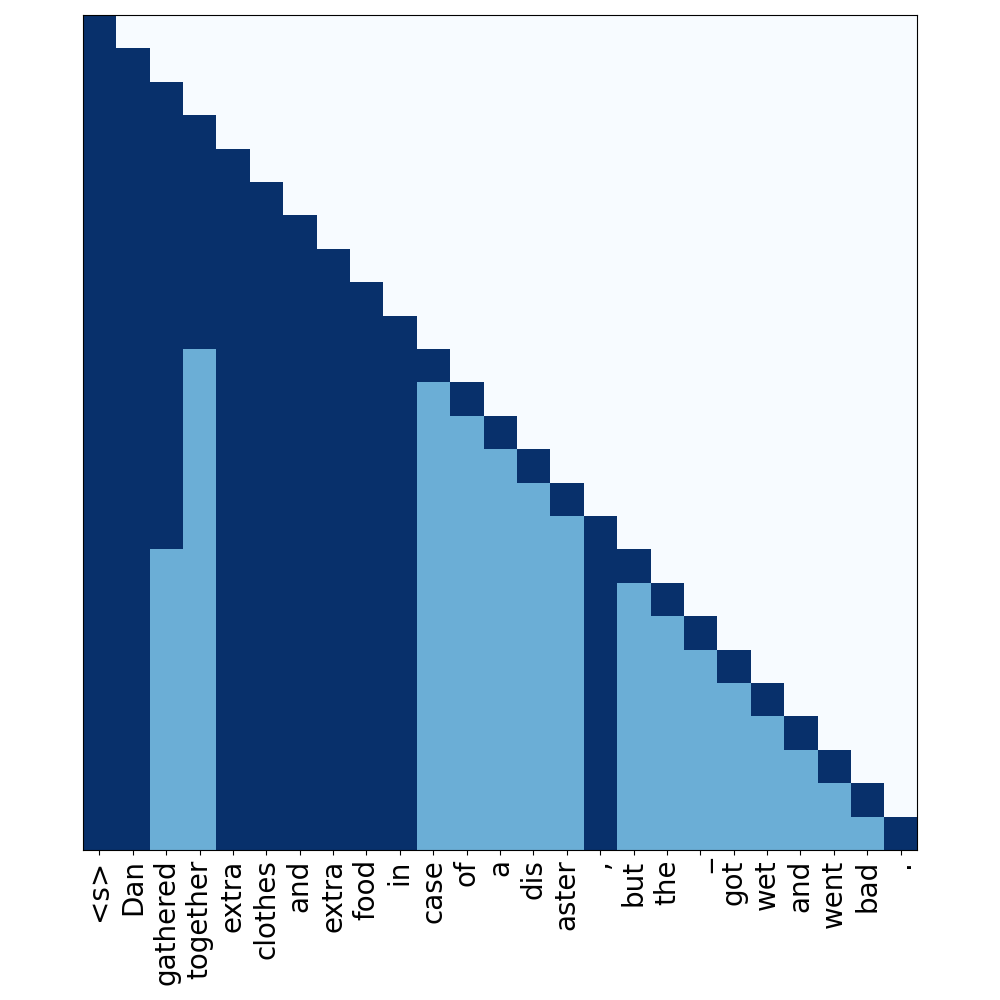 <s>
Dan
gathered
together
extra
clothes
and
extra
food
in
case
of
a
dis
aster
,
but
the
_
got
wet
and
went
bad
.